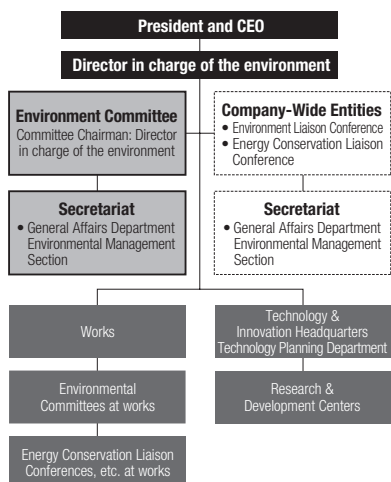 President and CEO
Director in charge of the environment
Environment Committee
Committee Chairman: Director
in charge of the environment
Company-Wide Entities
• Environment Liaison Conference
• Energy Conservation Liaison
Conference
Secretariat
• General Affairs Department
Environmental Management
Section
Secretariat
• General Affairs Department
Environmental Management
Section
Works
Technology &
Innovation Headquarters
Technology Planning Department
Environmental
Committees at works
Research &
Development Centers
Energy Conservation Liaison
Conferences, etc. at works